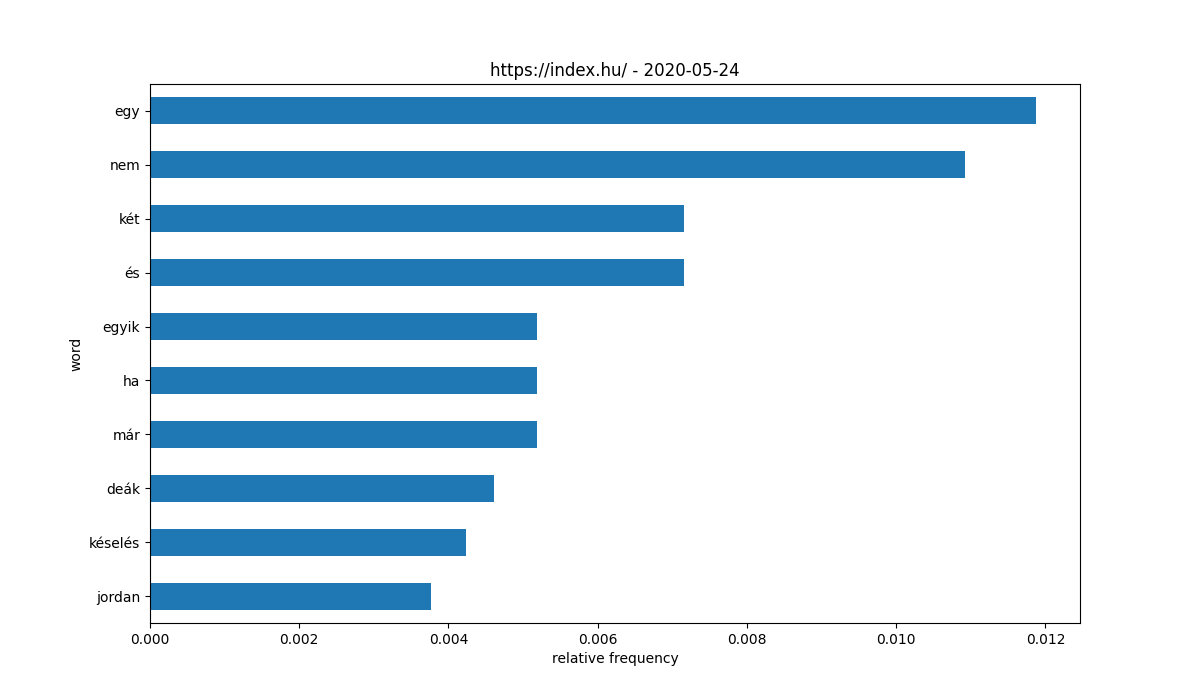 https://index.hu/ - 2020-05-24
word
egy
nem
két
és
egyik
ha
már
deák
késelés
jordan
0.000 0.002 0.004 0.006 0.008 0.010 0.012
relative frequency